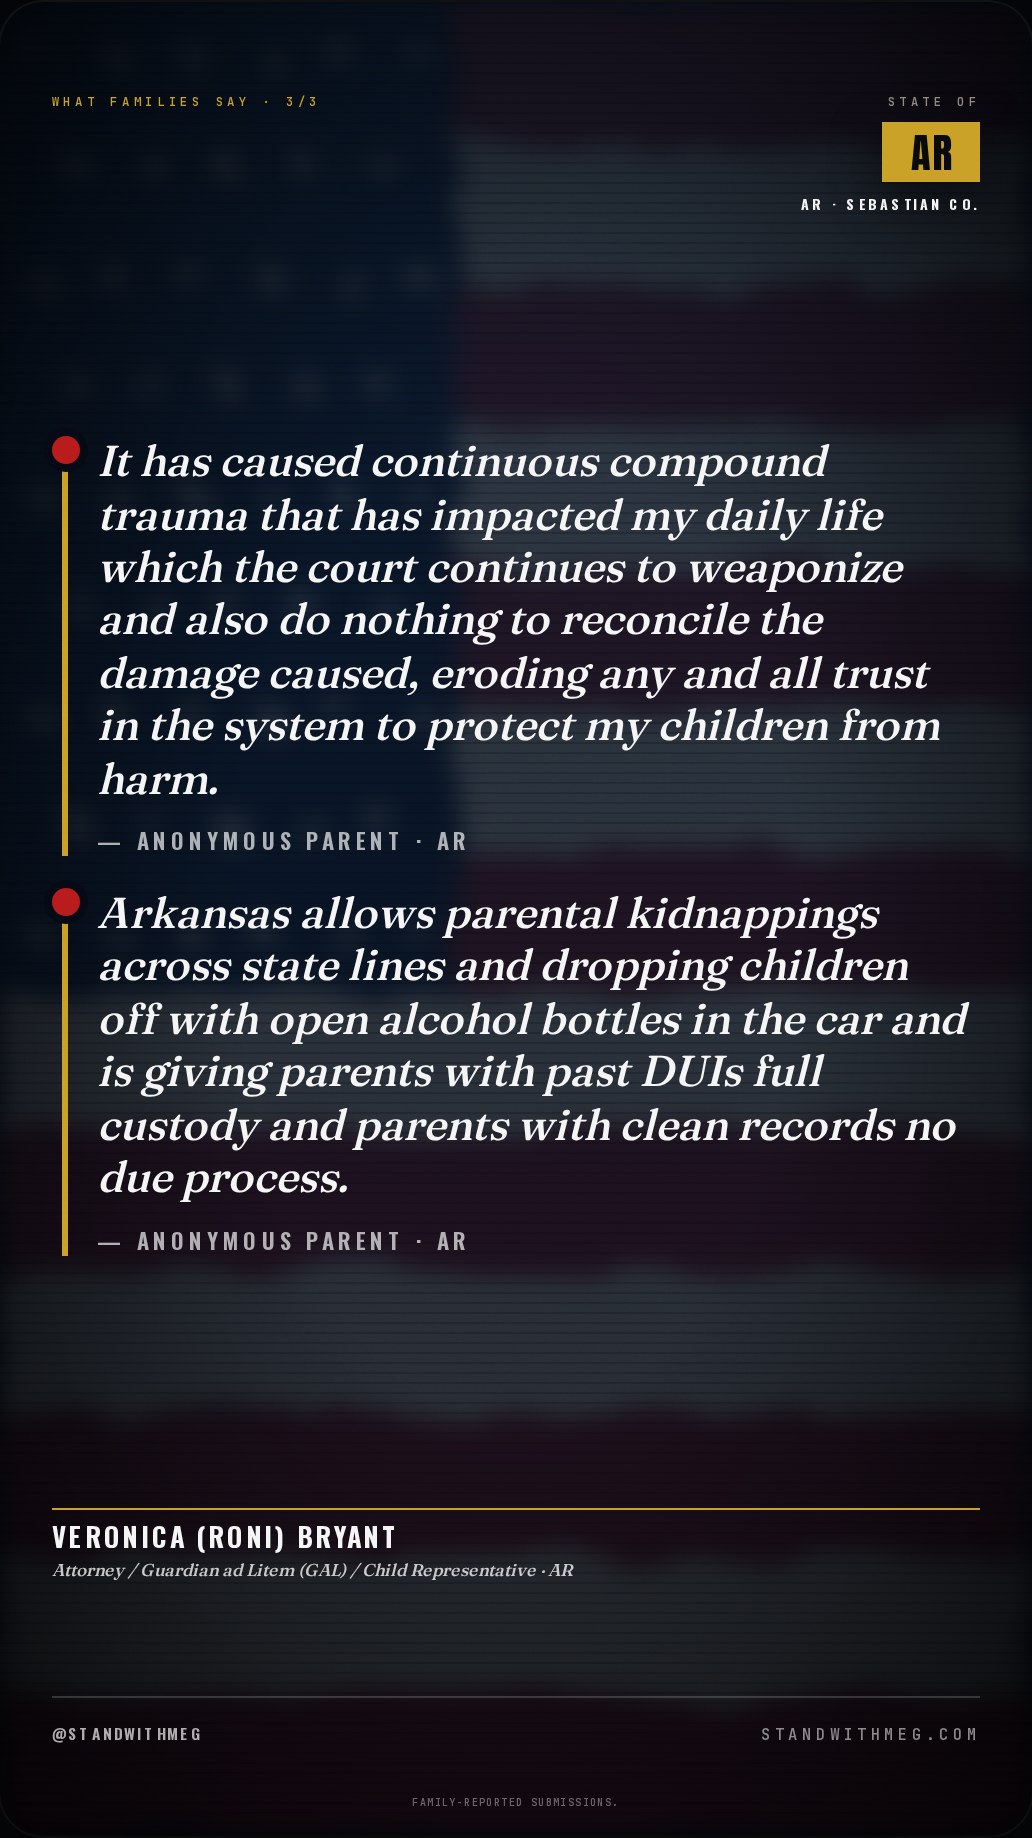 WHAT FAMILIES SAY · 3/3
STATE OF
AR
AR · SEBASTIAN CO.
It has caused continuous compound
trauma that has impacted my daily life
which the court continues to weaponize
and also do nothing to reconcile the
damage caused, eroding any and all trust
in the system to protect my children from
harm.
— ANONYMOUS PARENT · AR
Arkansas allows parental kidnappings
across state lines and dropping children
off with open alcohol bottles in the car and
is giving parents with past DUIs full
custody and parents with clean records no
due process.
— ANONYMOUS PARENT · AR
VERONICA (RONI) BRYANT
Attorney / Guardian ad Litem (GAL) / Child Representative · AR
@STANDWITHMEG
STANDWITHMEG.COM
FAMILY-REPORTED SUBMISSIONS.